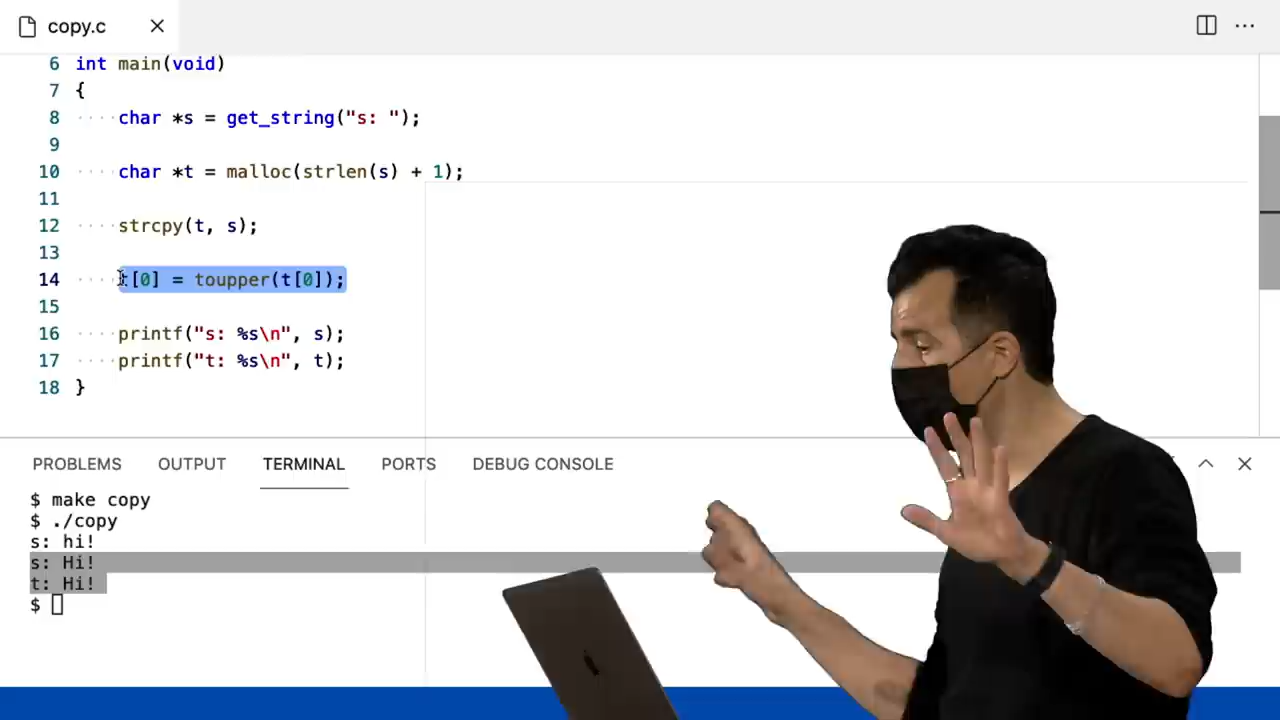 copy.c
6 int main(void)
7 {
8 char *s = get_string("s: ");
9
10 char *t = malloc(strlen(s) + 1);
11
12 strcpy(t, s);
13
14 t[0] = toupper(t[0]);
15
16 printf("s: %s\n", s);
17 printf("t: %s\n", t);
18 }
PROBLEMS OUTPUT TERMINAL PORTS DEBUG CONSOLE
$ make copy
$ ./copy
s: hi!
s: Hi!
t: Hi!
$